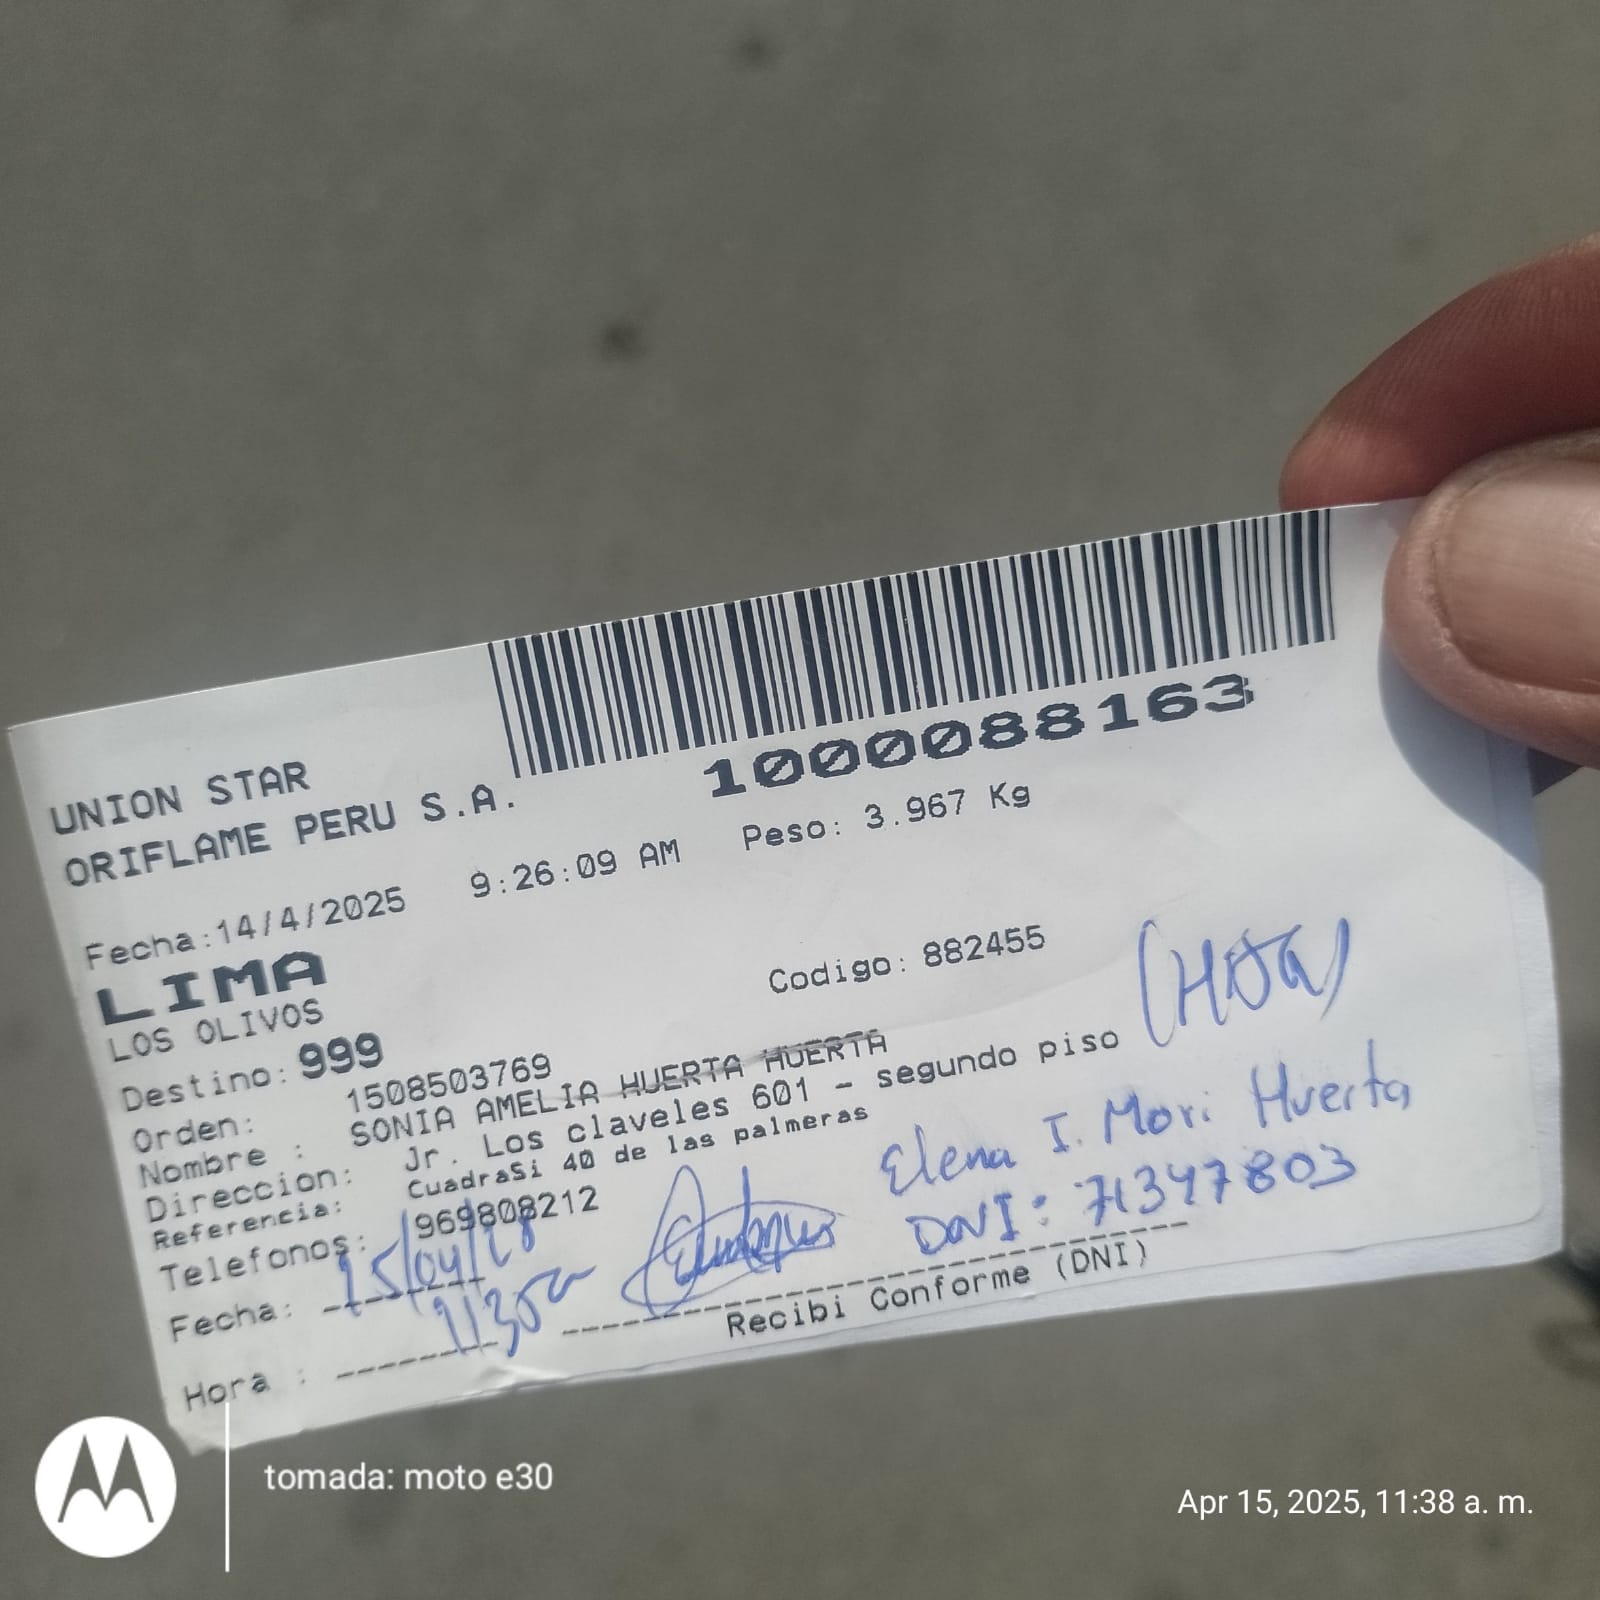 1000088163
UNION STAR
ORIFLAME PERU S.A.
Fecha:14/4/2025 9:26:09 AM Peso: 3.967 Kg
LIMA
LOS OLIVOS Codigo: 882455
Destino: 999
Orden: 1508503769
Nombre : SONIA AMELIA HUERTA HUERTA
Direccion: Jr. Los claveles 601 - segundo piso
Referencia: CuadraSi 40 de las palmeras
Telefonos: 969808212
Elena I. Mori Huerta
DNI: 71347803
Fecha: 15/04/
Hora :
Recibi Conforme (DNI)
tomada: moto e30
Apr 15, 2025, 11:38 a. m.